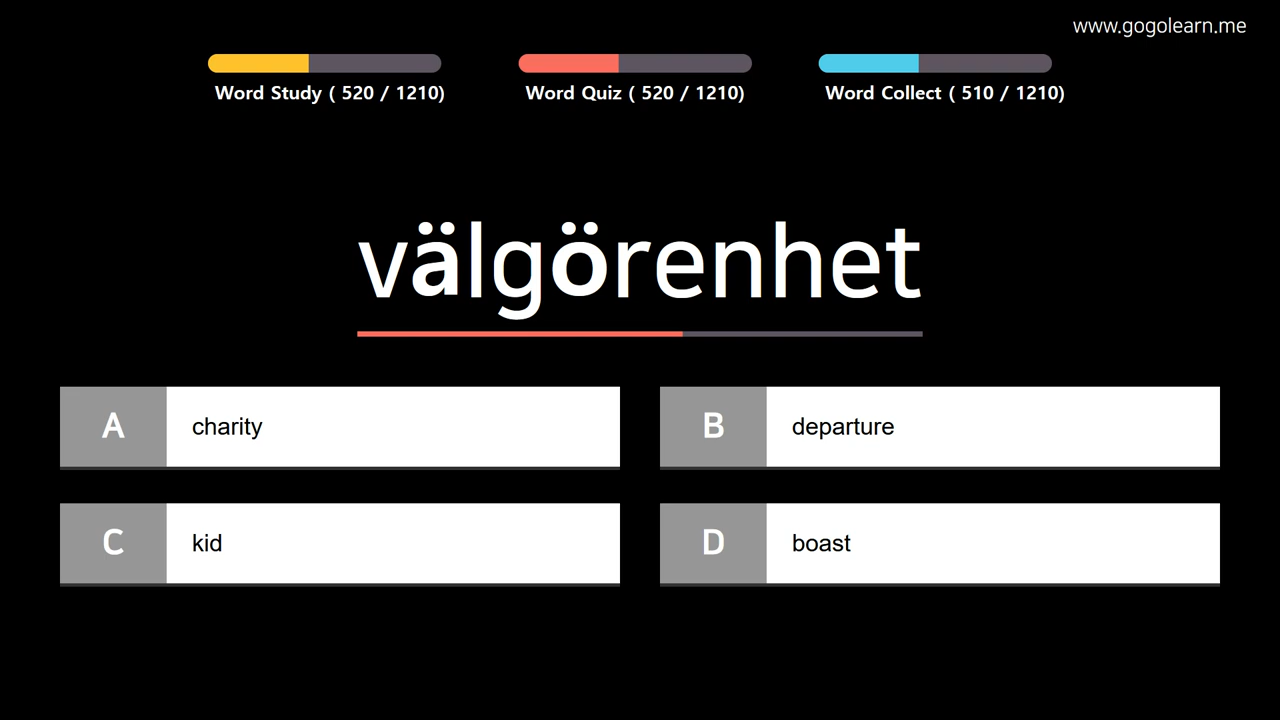 www.gogolearn.me
Word Study ( 520 / 1210)
Word Quiz ( 520 / 1210)
Word Collect ( 510 / 1210)
välgörenhet
A charity
B departure
C kid
D boast